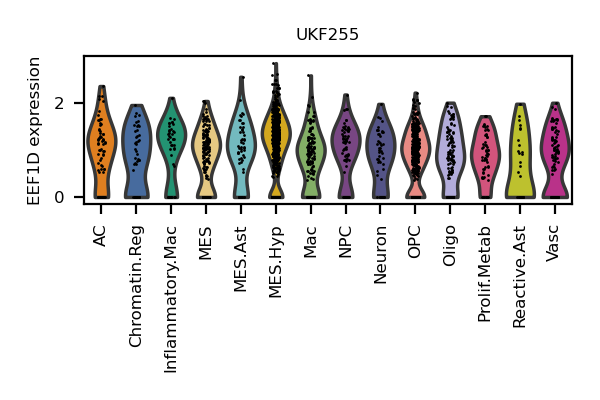 UKF255
EEF1D expression
2
0
AC
Chromatin.Reg
Inflammatory.Mac
MES
MES.Ast
MES.Hyp
Mac
NPC
Neuron
OPC
Oligo
Prolif.Metab
Reactive.Ast
Vasc